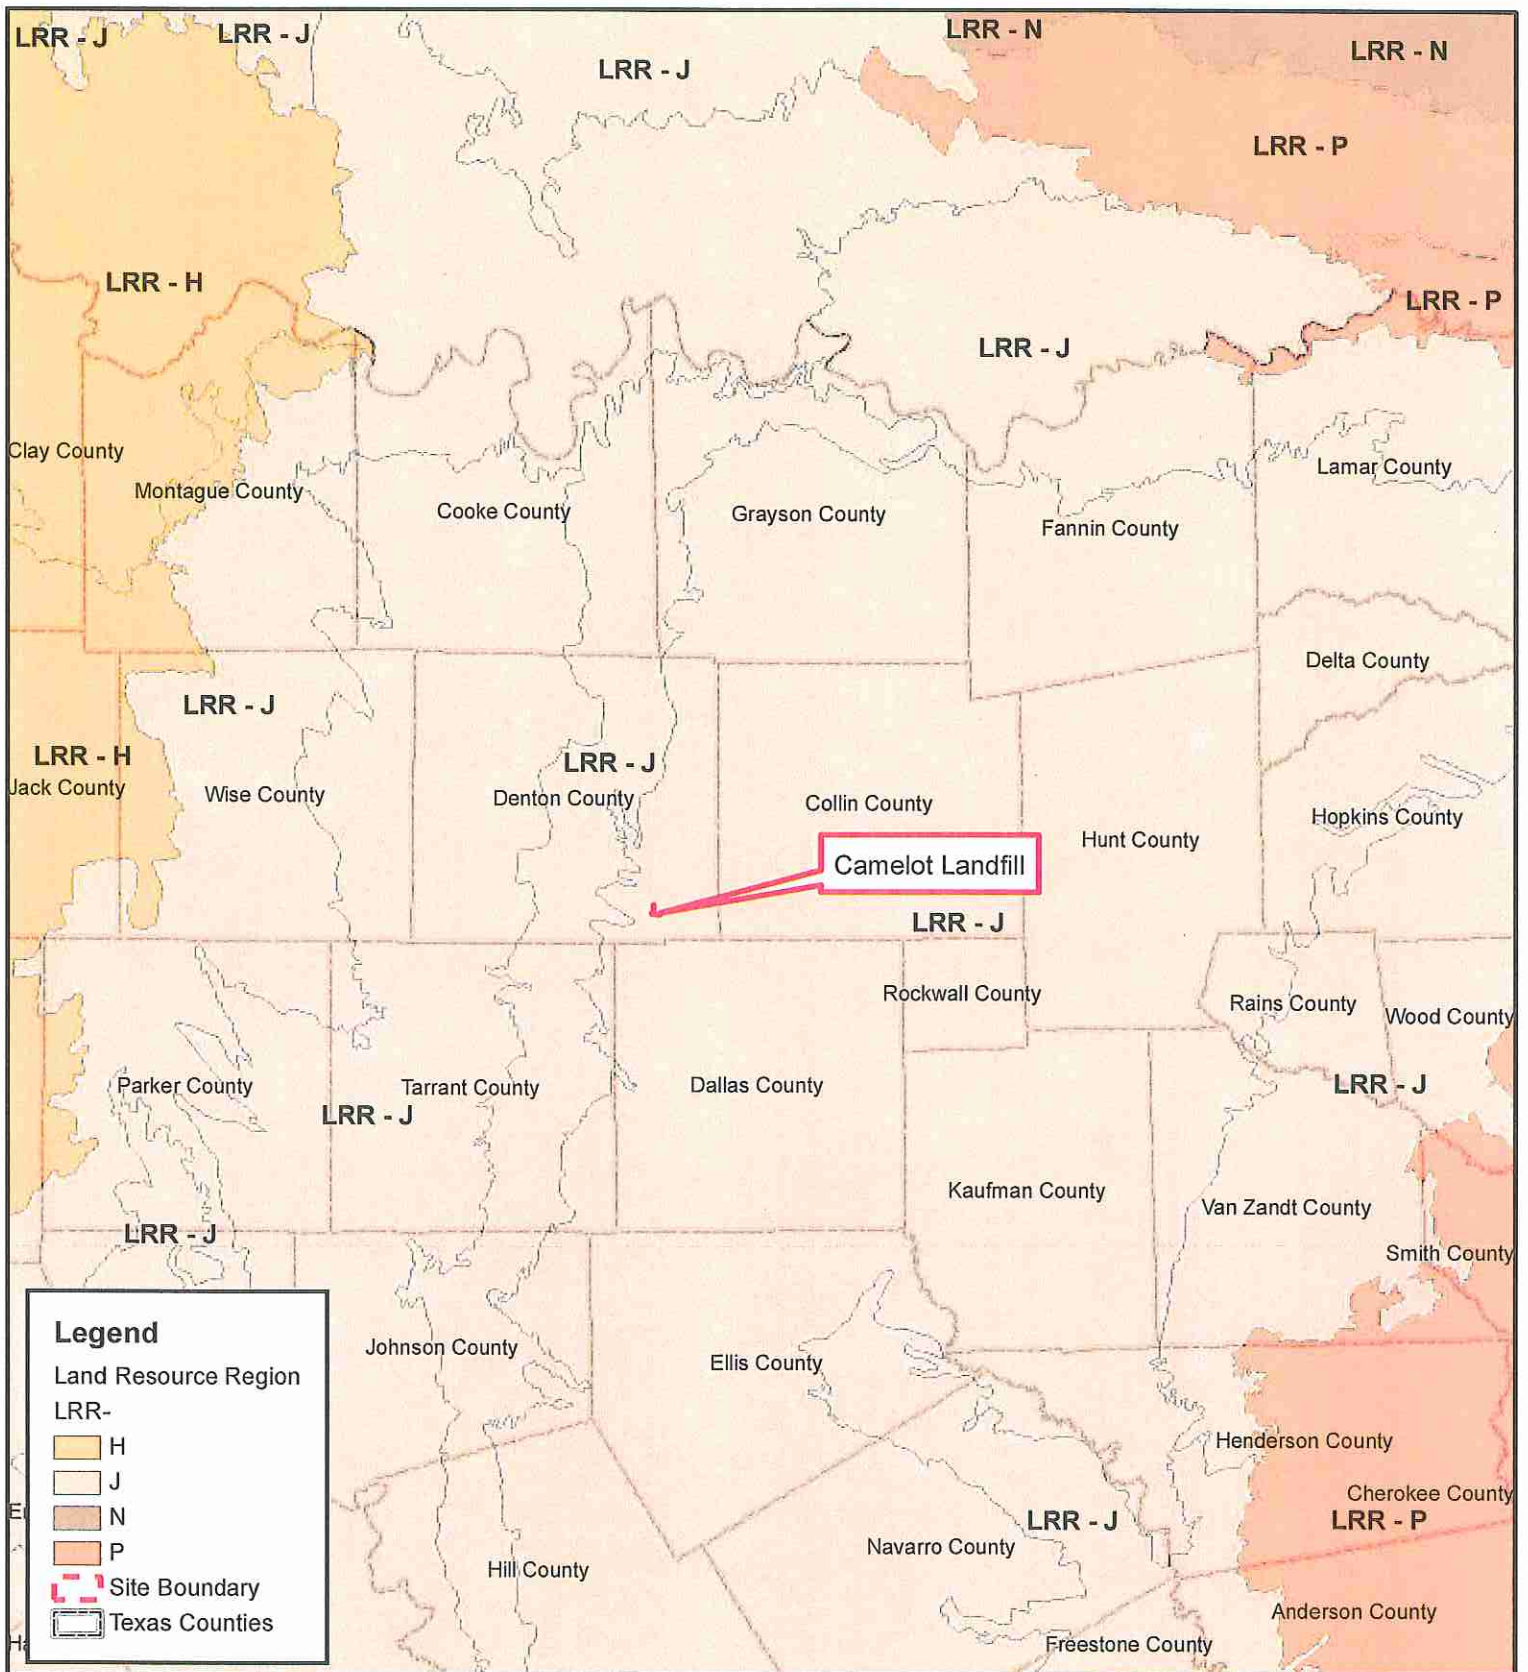 LRR - J
LRR - J
LRR - N
LRR - N
LRR - J
LRR - P
LRR - H
LRR - P
LRR - J
Clay County
Lamar County
Montague County
Cooke County
Grayson County
Fannin County
Delta County
LRR - J
LRR - H
LRR - J
Jack County
Wise County
Denton County
Collin County
Hopkins County
Hunt County
Camelot Landfill
LRR - J
Rockwall County
Rains County
Wood County
Parker County
Tarrant County
Dallas County
LRR - J
LRR - J
Kaufman County
Van Zandt County
LRR - J
Smith County
Johnson County
Ellis County
Henderson County
Cherokee County
LRR - J
LRR - P
Navarro County
Hill County
Anderson County
Freestone County
Legend
Land Resource Region
LRR-
H
J
N
P
Site Boundary
Texas Counties